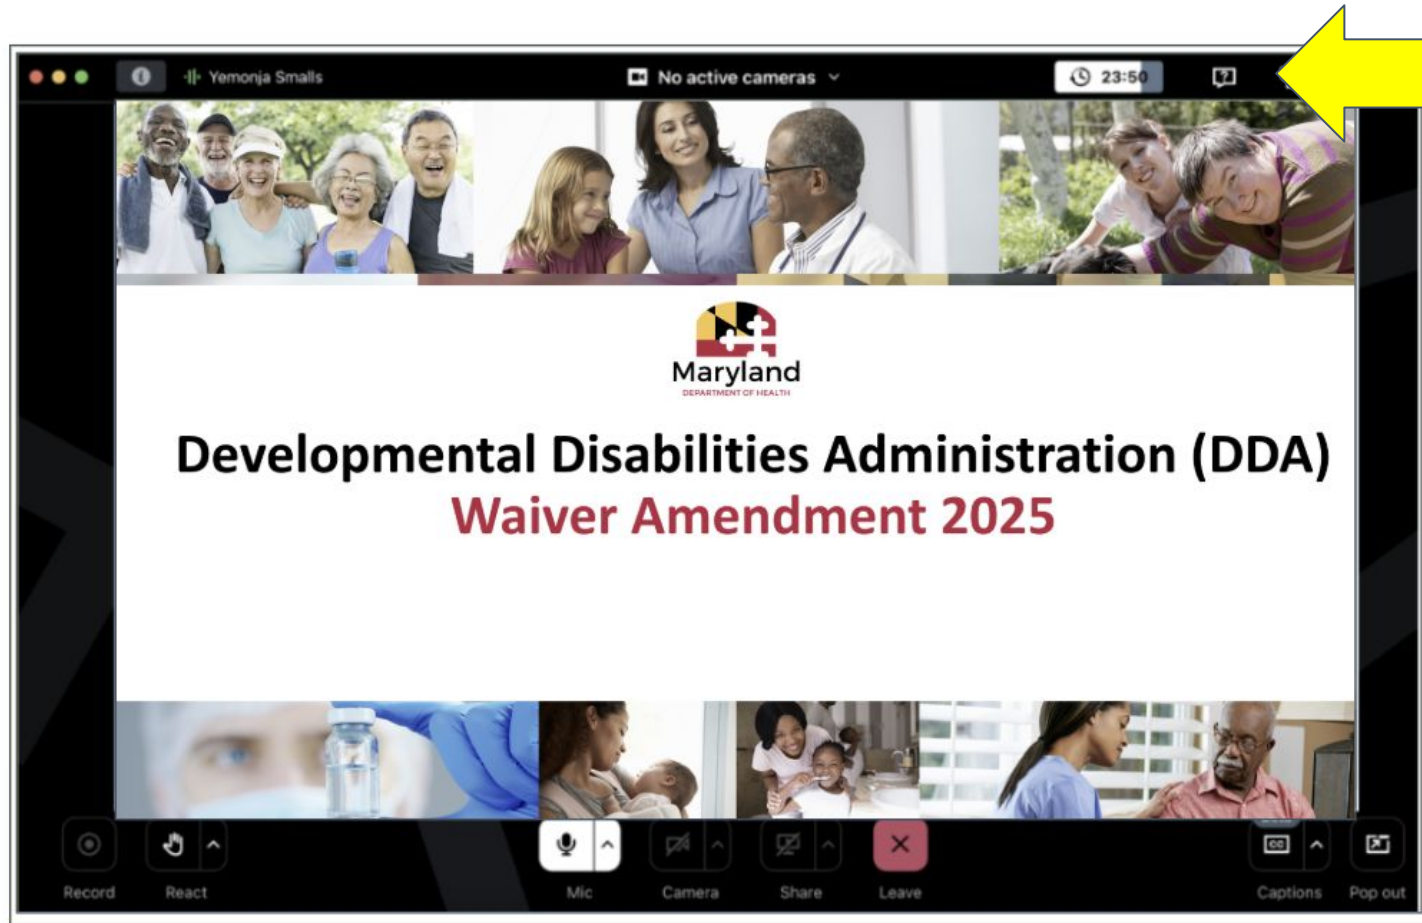 Yemonja Smalls
No active cameras
23:50
Maryland
DEPARTMENT OF HEALTH
Developmental Disabilities Administration (DDA)
Waiver Amendment 2025
Record
React
Mic
Camera
Share
Leave
CC
Captions
Pop out